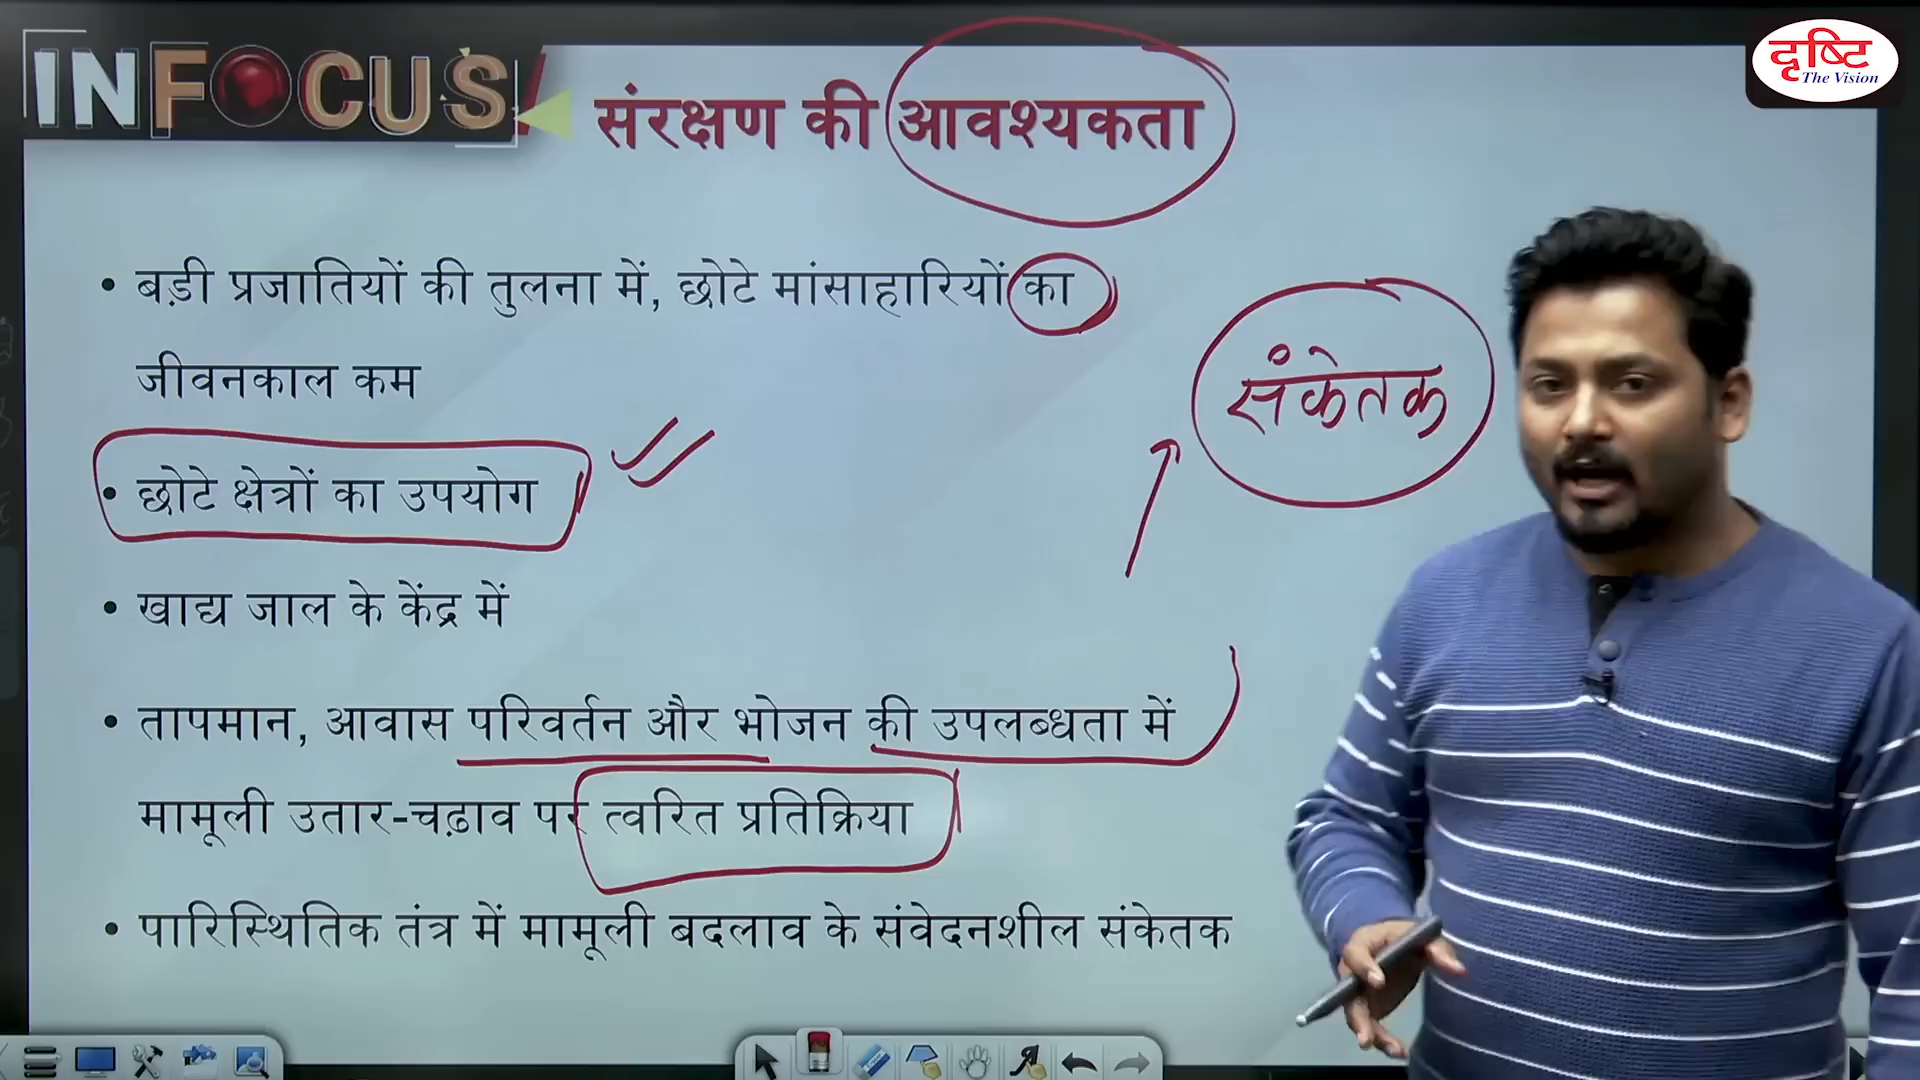 INFOCUS
संरक्षण की आवश्यकता
दृष्टि
The Vision
• बड़ी प्रजातियों की तुलना में, छोटे मांसाहारियों का
जीवनकाल कम
संकेतक
• छोटे क्षेत्रों का उपयोग
• खाद्य जाल के केंद्र में
• तापमान, आवास परिवर्तन और भोजन की उपलब्धता में
मामूली उतार-चढ़ाव पर त्वरित प्रतिक्रिया
• पारिस्थितिक तंत्र में मामूली बदलाव के संवेदनशील संकेतक